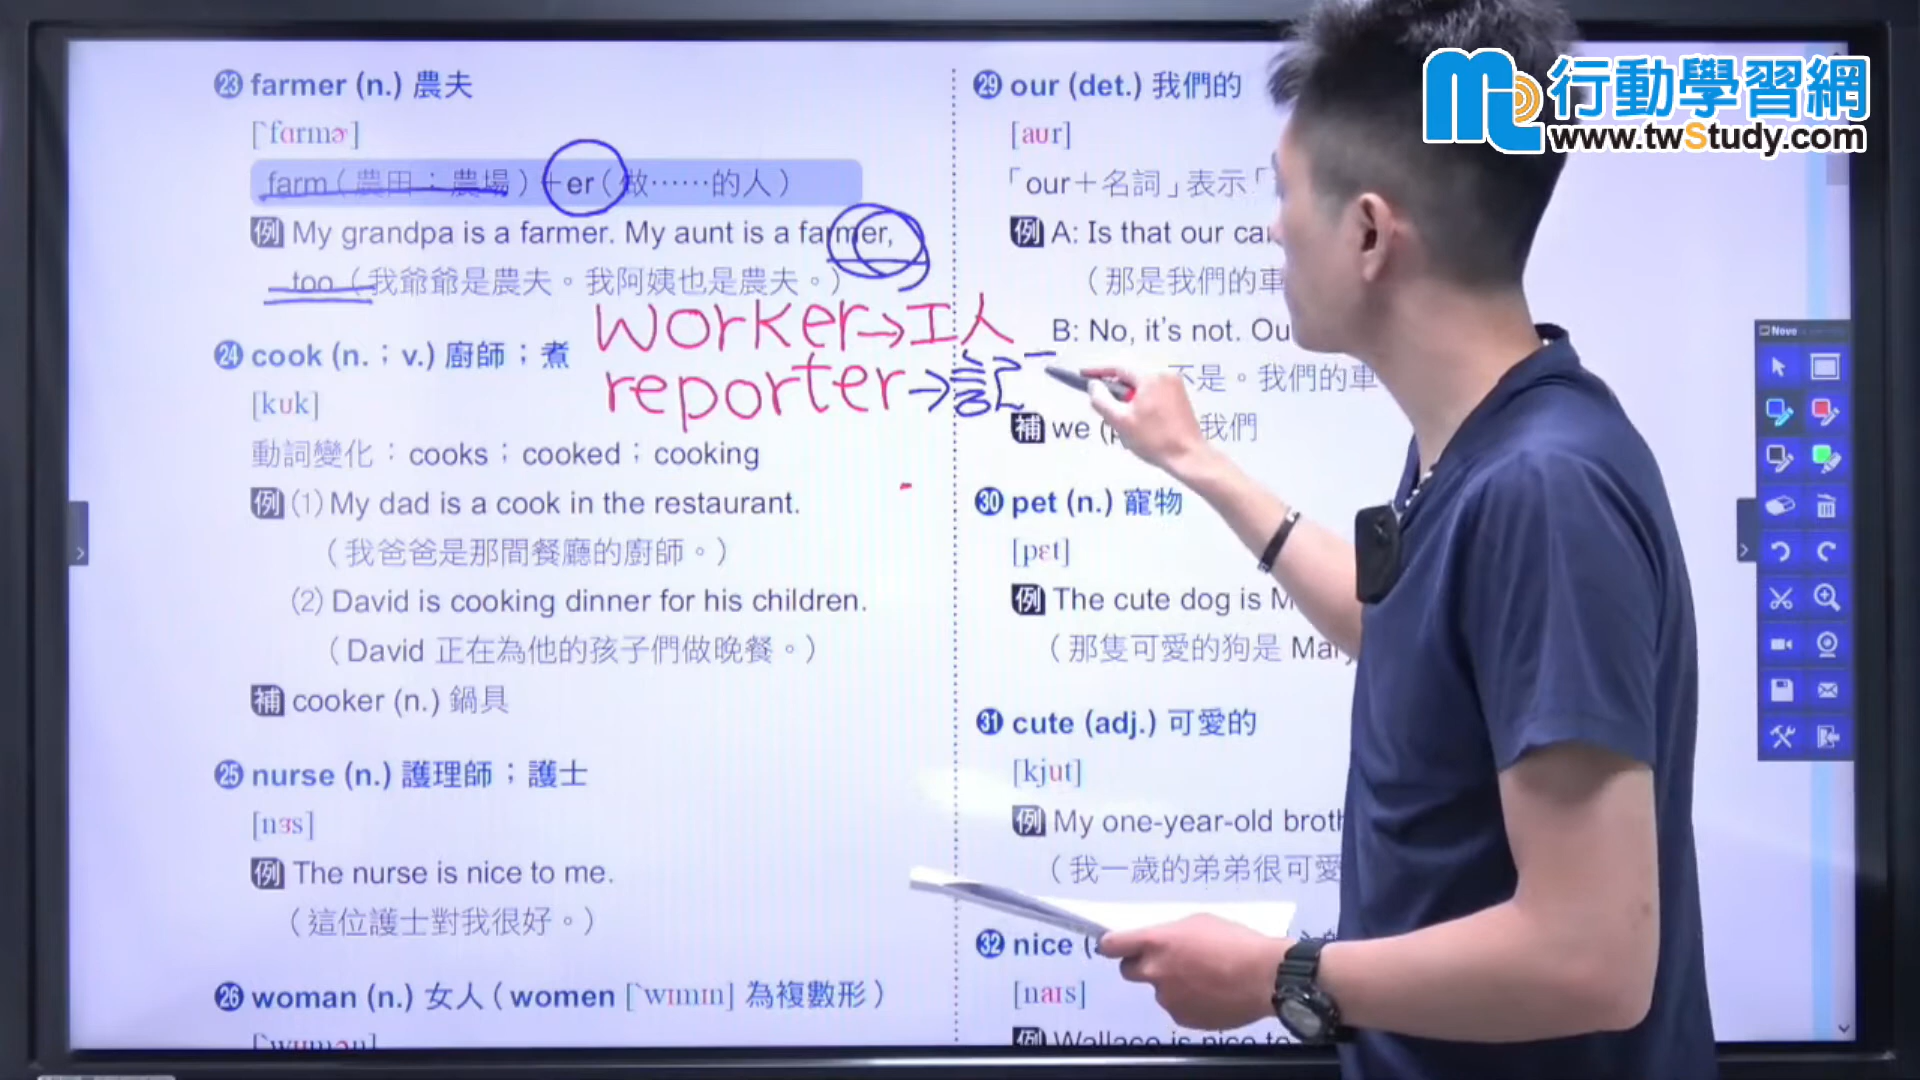 行動學習網
www.twStudy.com
23 farmer (n.) 農夫
[ˋfɑrmɚ]
farm（農田；農場）＋er（做……的人）
例 My grandpa is a farmer. My aunt is a farmer,
too（我爺爺是農夫。我阿姨也是農夫。）
worker→工人
reporter→記
24 cook (n.；v.) 廚師；煮
[kʊk]
動詞變化：cooks；cooked；cooking
例 (1) My dad is a cook in the restaurant.
（我爸爸是那間餐廳的廚師。）
(2) David is cooking dinner for his children.
（David 正在為他的孩子們做晚餐。）
補 cooker (n.) 鍋具
25 nurse (n.) 護理師；護士
[nɝs]
例 The nurse is nice to me.
（這位護士對我很好。）
26 woman (n.) 女人（women [ˋwɪmɪn] 為複數形）
[ˋwʊmən]
29 our (det.) 我們的
[aʊr]
「our＋名詞」表示「
例 A: Is that our car
（那是我們的車
B: No, it's not. Ou
不是。我們的車
補 we (p 我們
30 pet (n.) 寵物
[pɛt]
例 The cute dog is M
（那隻可愛的狗是 Mary
31 cute (adj.) 可愛的
[kjut]
例 My one-year-old broth
（我一歲的弟弟很可愛
32 nice (a
[naɪs]
例 Wallace is nice to
Novo